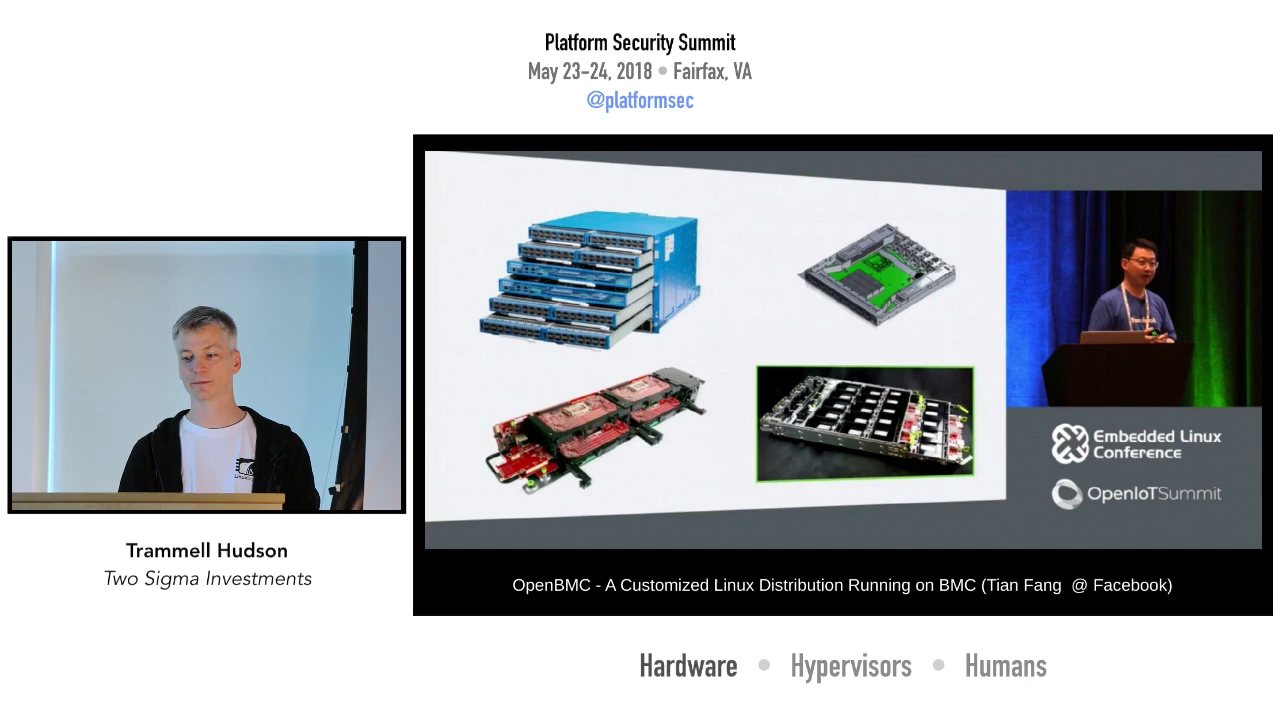 Platform Security Summit
May 23-24, 2018 • Fairfax, VA
@platformsec
facebook
Embedded Linux
Conference
OpenIoTSummit
Trammell Hudson
Two Sigma Investments
OpenBMC - A Customized Linux Distribution Running on BMC (Tian Fang @ Facebook)
Hardware • Hypervisors • Humans